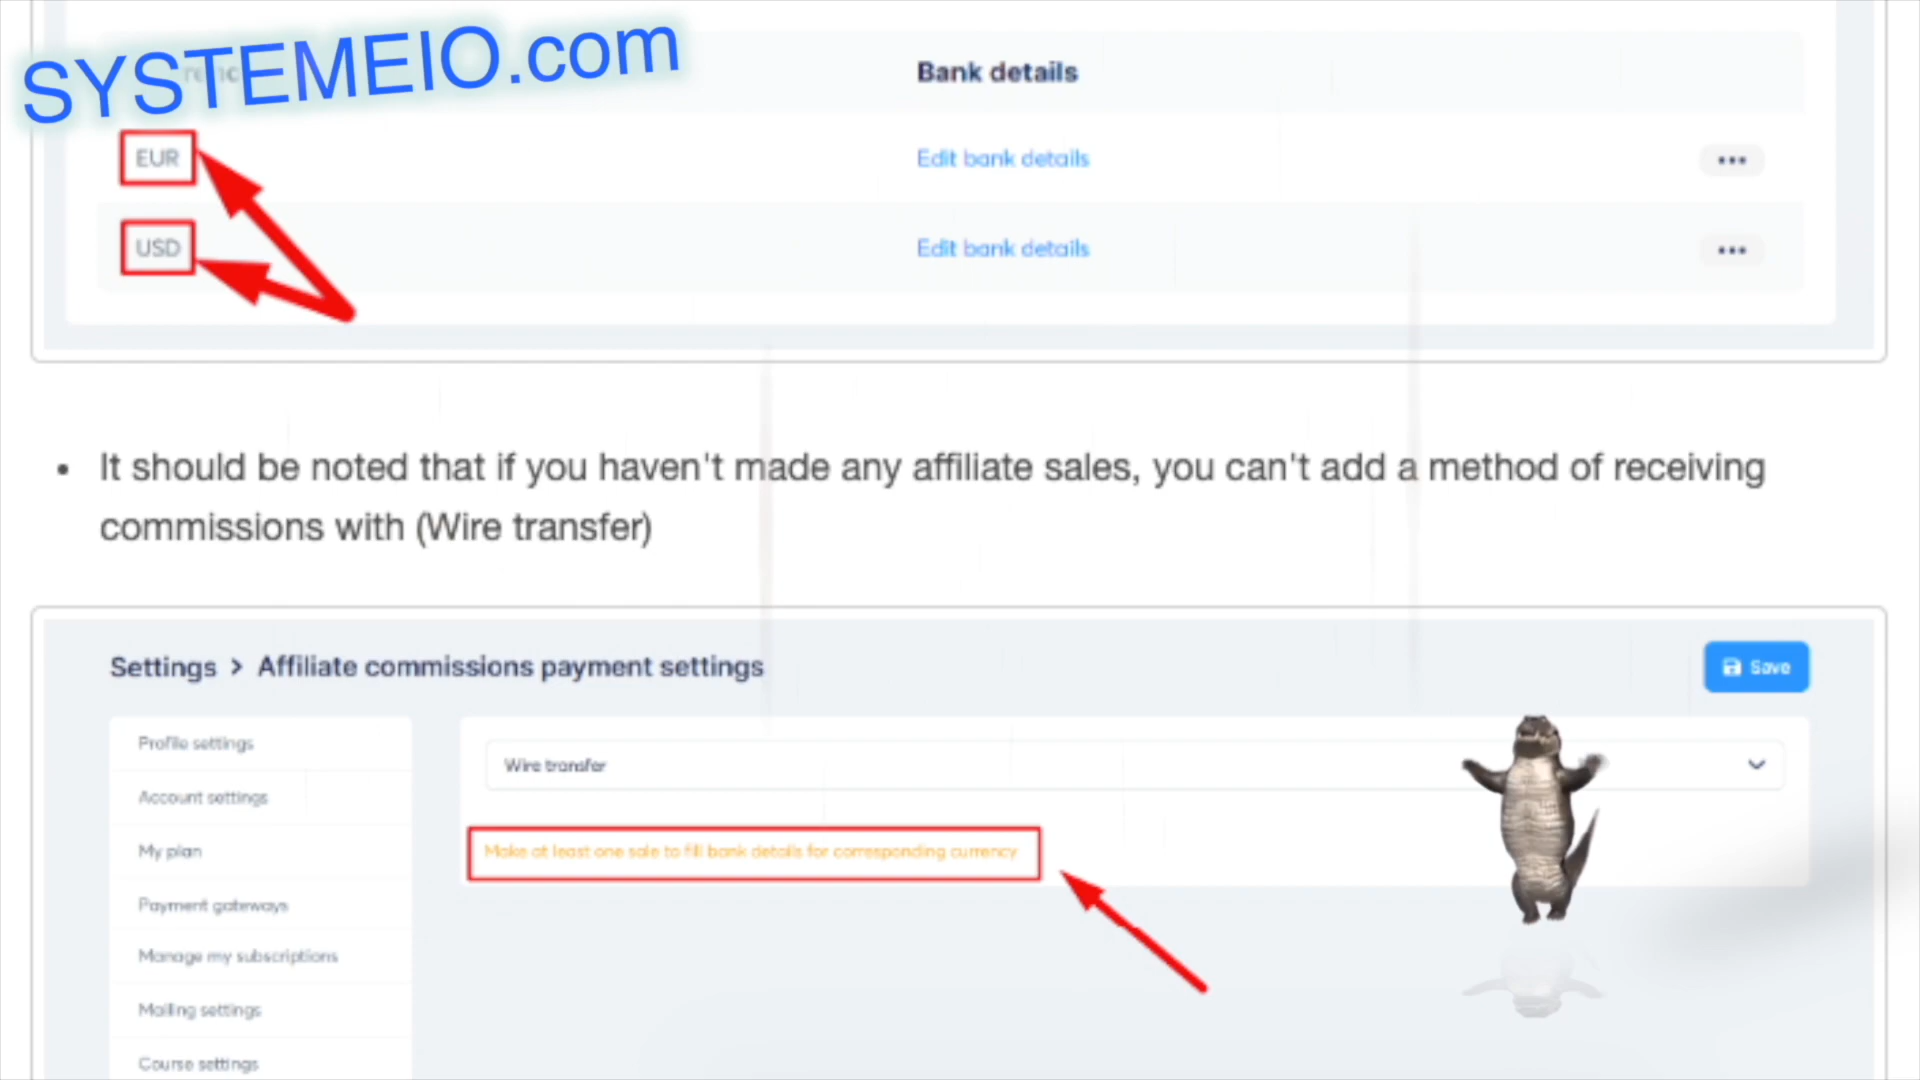 SYSTEMEIO.com
Bank details
EUR
Edit bank details
USD
Edit bank details
• It should be noted that if you haven't made any affiliate sales, you can't add a method of receiving
commissions with (Wire transfer)
Settings > Affiliate commissions payment settings
Save
Profile settings
Wire transfer
Account settings
My plan
Make at least one sale to fill bank details for corresponding currency
Payment gateways
Manage my subscriptions
Mailing settings
Course settings